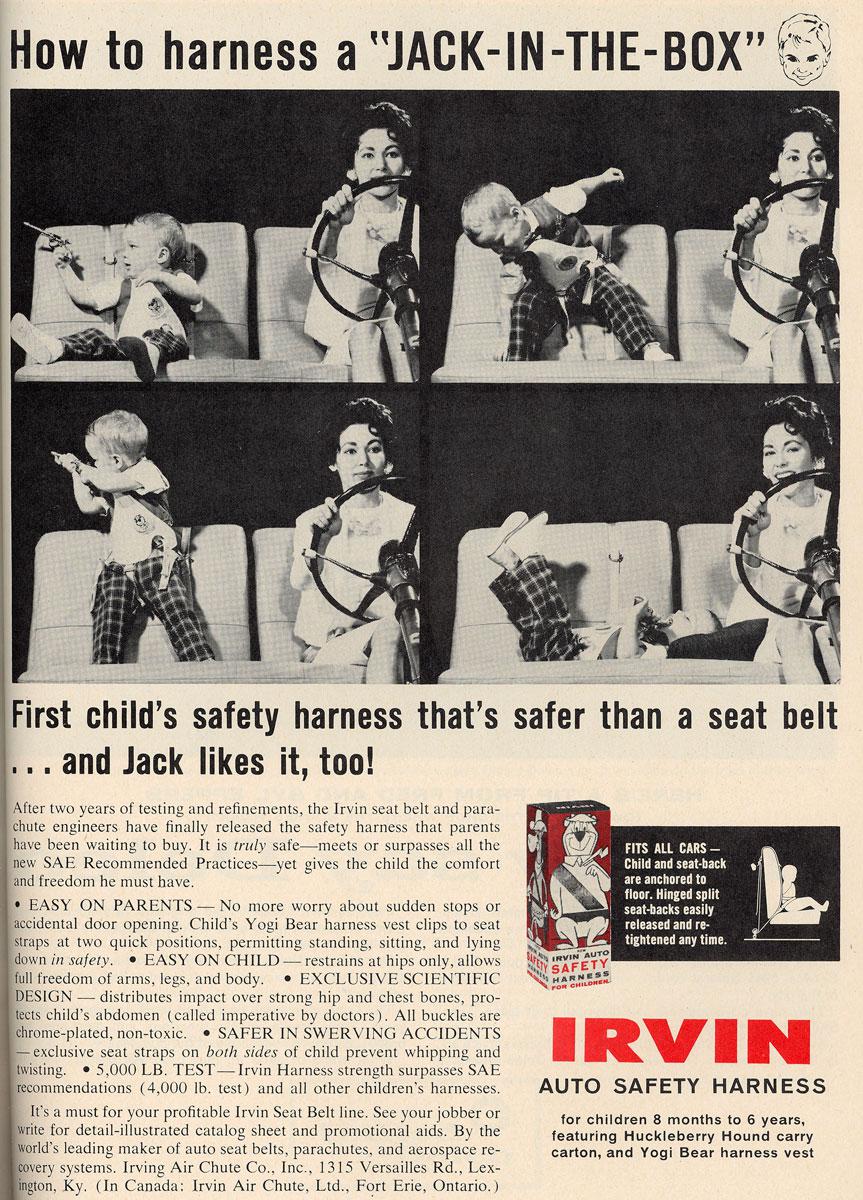 How to harness a "JACK-IN-THE-BOX"
First child's safety harness that's safer than a seat belt
. . . and Jack likes it, too!
After two years of testing and refinements, the Irvin seat belt and para-
chute engineers have finally released the safety harness that parents
have been waiting to buy. It is truly safe—meets or surpasses all the
new SAE Recommended Practices—yet gives the child the comfort
and freedom he must have.
• EASY ON PARENTS — No more worry about sudden stops or
accidental door opening. Child's Yogi Bear harness vest clips to seat
straps at two quick positions, permitting standing, sitting, and lying
down in safety. • EASY ON CHILD — restrains at hips only, allows
full freedom of arms, legs, and body. • EXCLUSIVE SCIENTIFIC
DESIGN — distributes impact over strong hip and chest bones, pro-
tects child's abdomen (called imperative by doctors). All buckles are
chrome-plated, non-toxic. • SAFER IN SWERVING ACCIDENTS
— exclusive seat straps on both sides of child prevent whipping and
twisting. • 5,000 LB. TEST—Irvin Harness strength surpasses SAE
recommendations (4,000 lb. test) and all other children's harnesses.
It's a must for your profitable Irvin Seat Belt line. See your jobber or
write for detail-illustrated catalog sheet and promotional aids. By the
world's leading maker of auto seat belts, parachutes, and aerospace re-
covery systems. Irving Air Chute Co., Inc., 1315 Versailles Rd., Lex-
ington, Ky. (In Canada: Irvin Air Chute, Ltd., Fort Erie, Ontario.)
IRVIN AUTO
SAFETY
HARNESS
FOR CHILDREN
FITS ALL CARS —
Child and seat-back
are anchored to
floor. Hinged split
seat-backs easily
released and re-
tightened any time.
IRVIN
AUTO SAFETY HARNESS
for children 8 months to 6 years,
featuring Huckleberry Hound carry
carton, and Yogi Bear harness vest